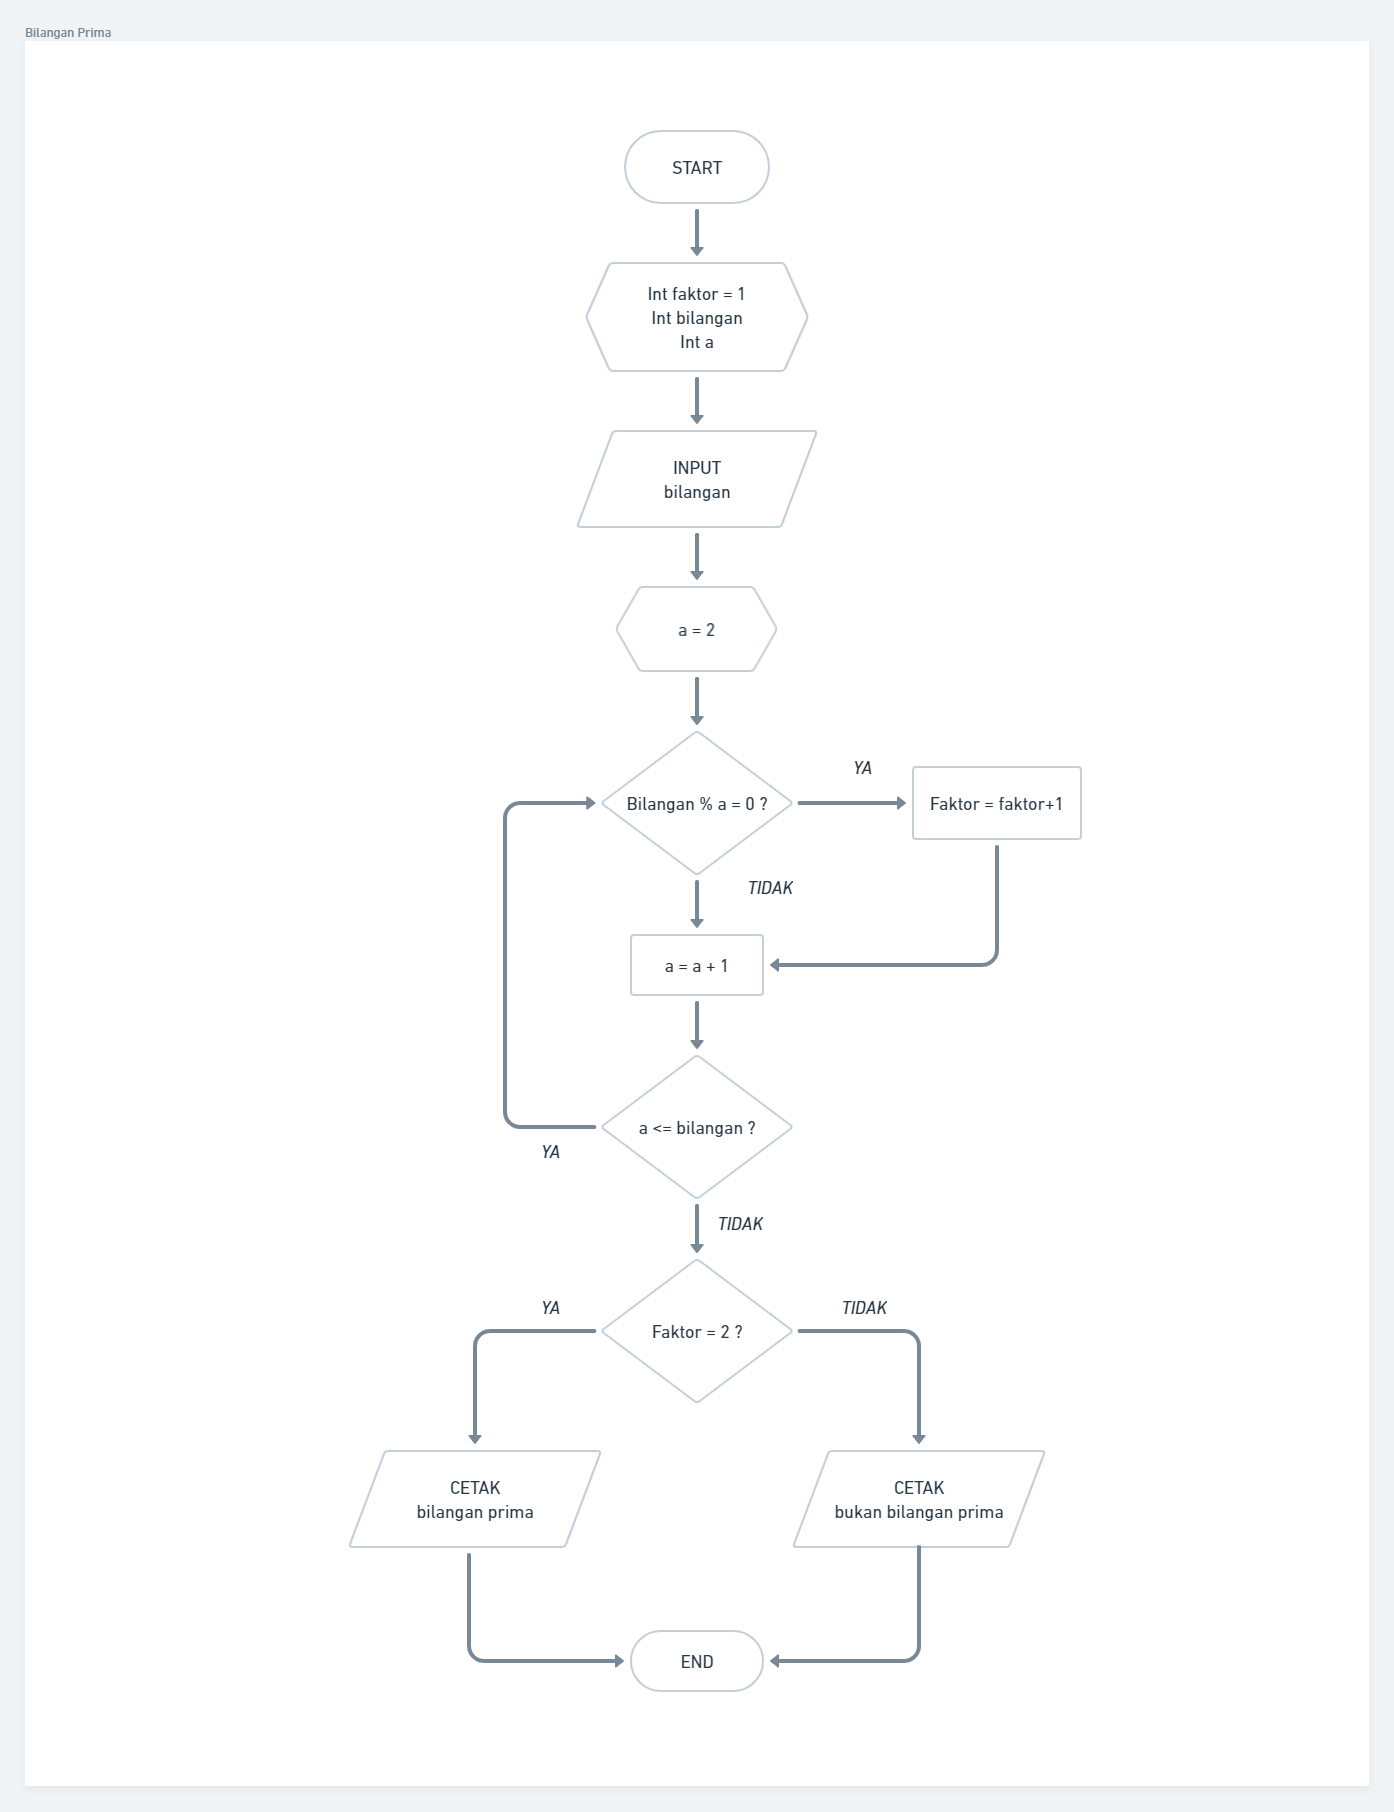 Bilangan Prima
START
Int faktor = 1
Int bilangan
Int a
INPUT
bilangan
a = 2
Bilangan % a = 0 ?
YA
Faktor = faktor+1
TIDAK
a = a + 1
a <= bilangan ?
YA
TIDAK
Faktor = 2 ?
YA
TIDAK
CETAK
bilangan prima
CETAK
bukan bilangan prima
END